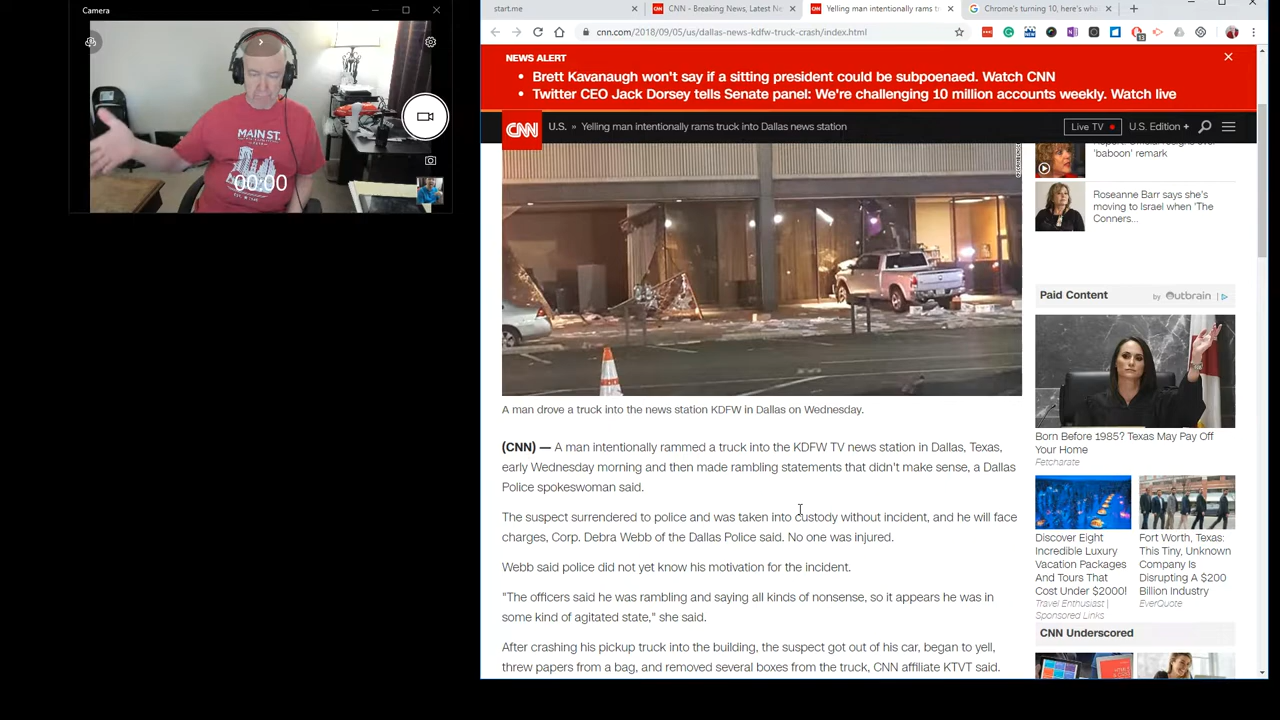 Camera
MAIN ST.
00:00
start.me
CNN - Breaking News, Latest Ne
Yelling man intentionally rams t
Chrome's turning 10, here's wha
cnn.com/2018/09/05/us/dallas-news-kdfw-truck-crash/index.html
NEWS ALERT
• Brett Kavanaugh won't say if a sitting president could be subpoenaed. Watch CNN
• Twitter CEO Jack Dorsey tells Senate panel: We're challenging 10 million accounts weekly. Watch live
CNN
U.S. » Yelling man intentionally rams truck into Dallas news station
Live TV
U.S. Edition +
'baboon' remark
Roseanne Barr says she's
moving to Israel when 'The
Conners...
A man drove a truck into the news station KDFW in Dallas on Wednesday.
(CNN) — A man intentionally rammed a truck into the KDFW TV news station in Dallas, Texas,
early Wednesday morning and then made rambling statements that didn't make sense, a Dallas
Police spokeswoman said.
The suspect surrendered to police and was taken into custody without incident, and he will face
charges, Corp. Debra Webb of the Dallas Police said. No one was injured.
Webb said police did not yet know his motivation for the incident.
"The officers said he was rambling and saying all kinds of nonsense, so it appears he was in
some kind of agitated state," she said.
After crashing his pickup truck into the building, the suspect got out of his car, began to yell,
threw papers from a bag, and removed several boxes from the truck, CNN affiliate KTVT said.
Paid Content
by Outbrain
Born Before 1985? Texas May Pay Off
Your Home
Fetcharate
Discover Eight
Incredible Luxury
Vacation Packages
And Tours That
Cost Under $2000!
Travel Enthusiast |
Sponsored Links
Fort Worth, Texas:
This Tiny, Unknown
Company Is
Disrupting A $200
Billion Industry
EverQuote
CNN Underscored